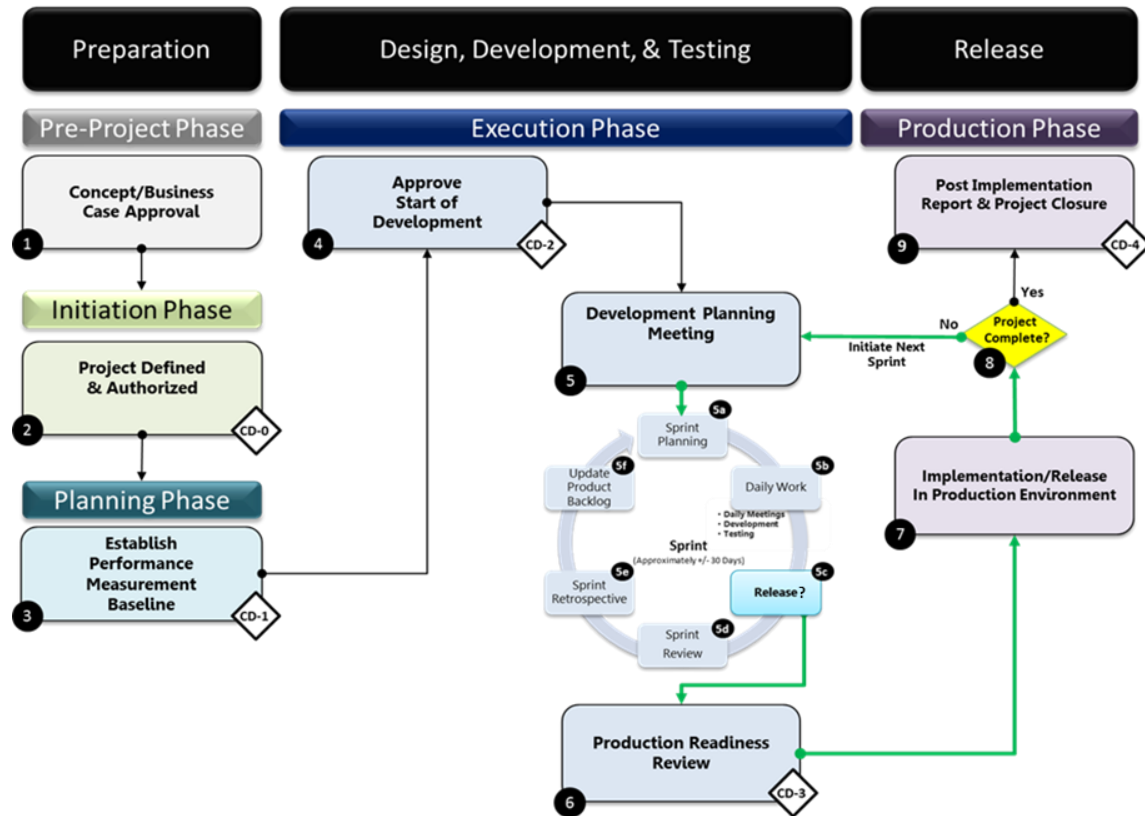 Preparation
Design, Development, & Testing
Release
Pre-Project Phase
Execution Phase
Production Phase
Concept/Business
Case Approval
1
Initiation Phase
Project Defined
& Authorized
2
CD-0
Planning Phase
Establish
Performance
Measurement
Baseline
3
CD-1
Approve
Start of
Development
4
CD-2
Development Planning
Meeting
5
Sprint
Planning
5a
Daily Work
5b
• Daily Meetings
• Development
• Testing
Sprint
(Approximately +/- 30 Days)
Release?
5c
Sprint
Review
5d
Sprint
Retrospective
5e
Update
Product
Backlog
5f
Production Readiness
Review
6
CD-3
Implementation/Release
In Production Environment
7
Project
Complete?
8
No
Initiate Next
Sprint
Yes
Post Implementation
Report & Project Closure
9
CD-4